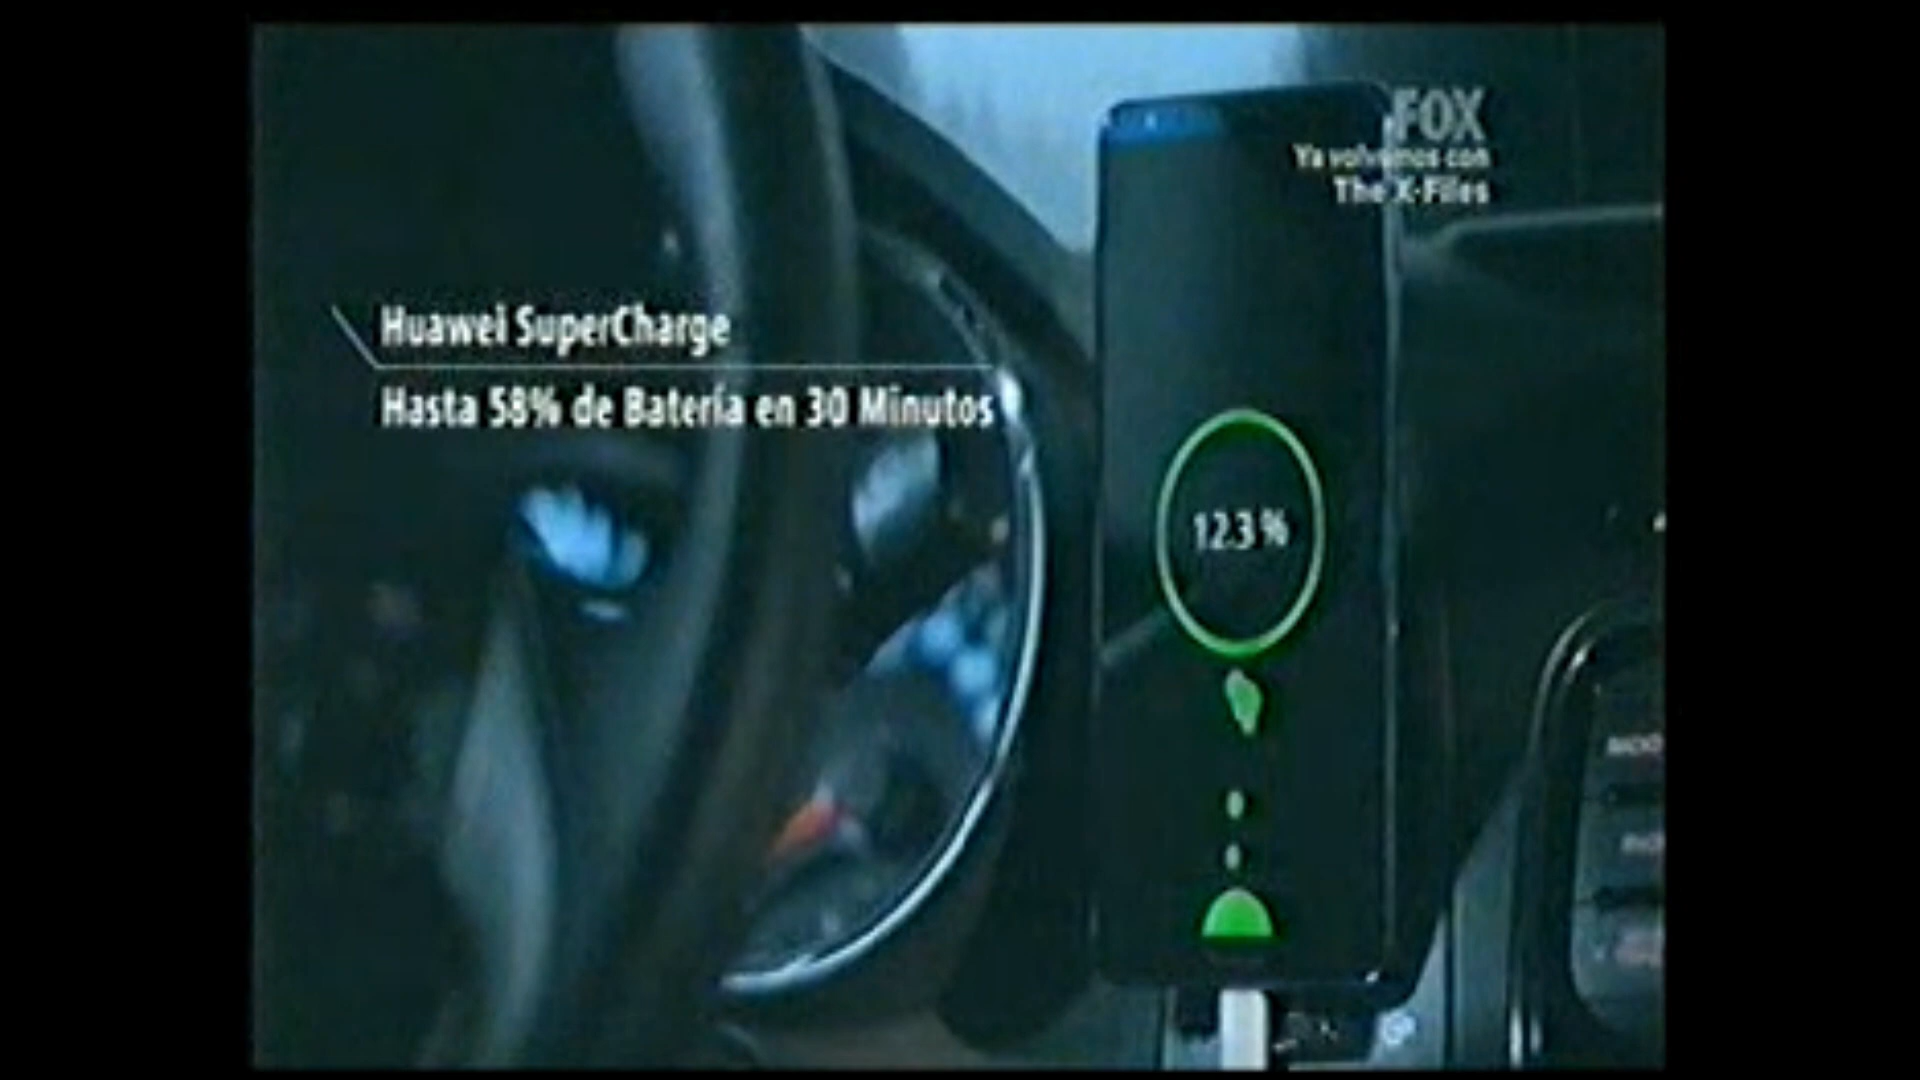 FOX
Ya volvemos con
The X-Files
Huawei SuperCharge
Hasta 58% de Batería en 30 Minutos
12.3%